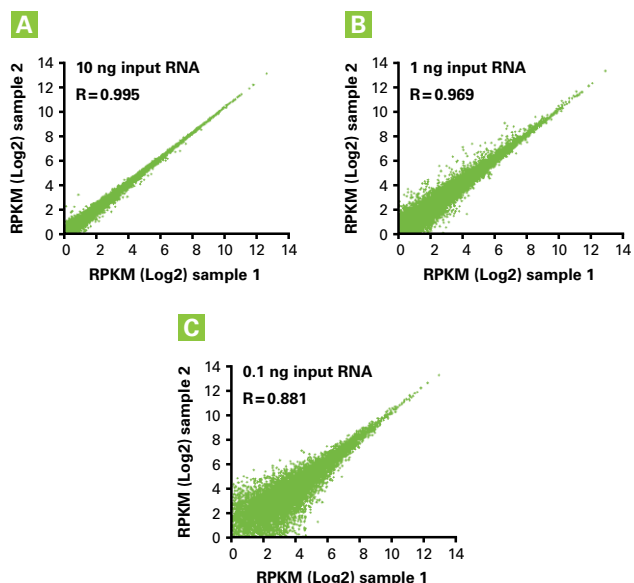 A
10 ng input RNA
R=0.995
RPKM (Log2) sample 2
14
12
10
8
6
4
2
0
0 2 4 6 8 10 12 14
RPKM (Log2) sample 1
B
1 ng input RNA
R=0.969
RPKM (Log2) sample 2
14
12
10
8
6
4
2
0
0 2 4 6 8 10 12 14
RPKM (Log2) sample 1
C
0.1 ng input RNA
R=0.881
RPKM (Log2) sample 2
14
12
10
8
6
4
2
0
0 2 4 6 8 10 12 14
RPKM (Log2) sample 1